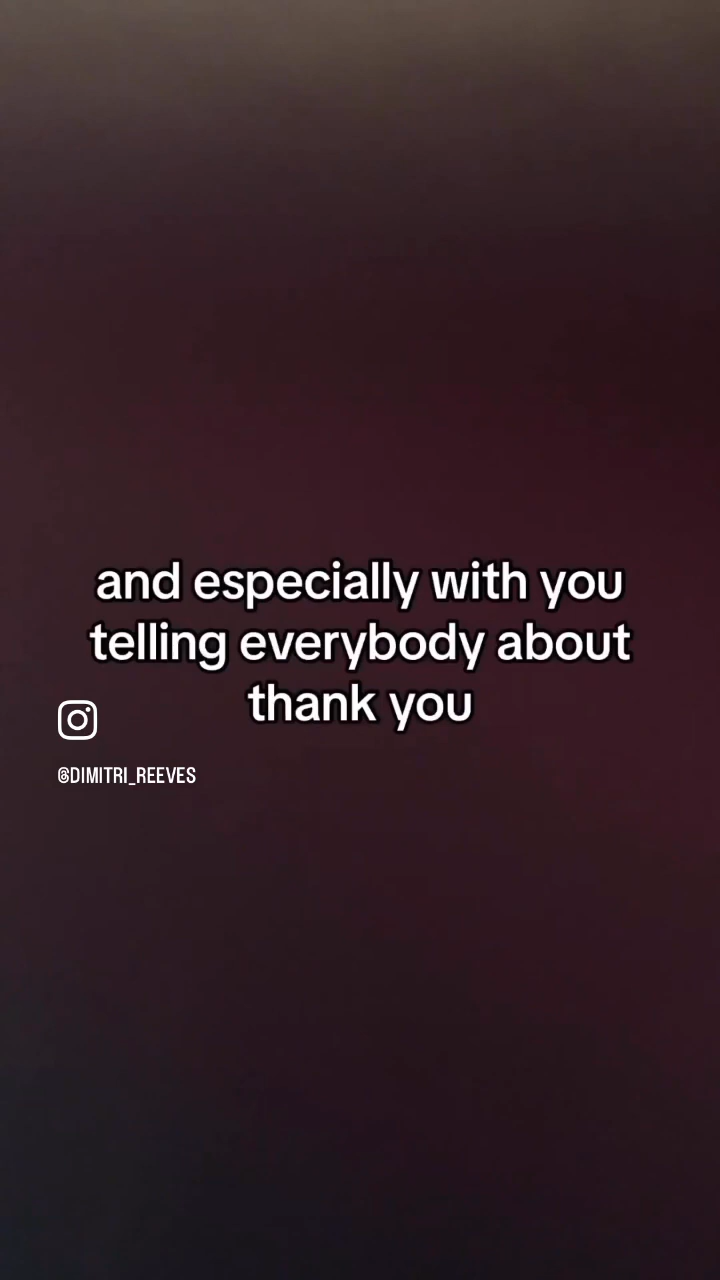 and especially with you
telling everybody about
thank you
@DIMITRI_REEVES